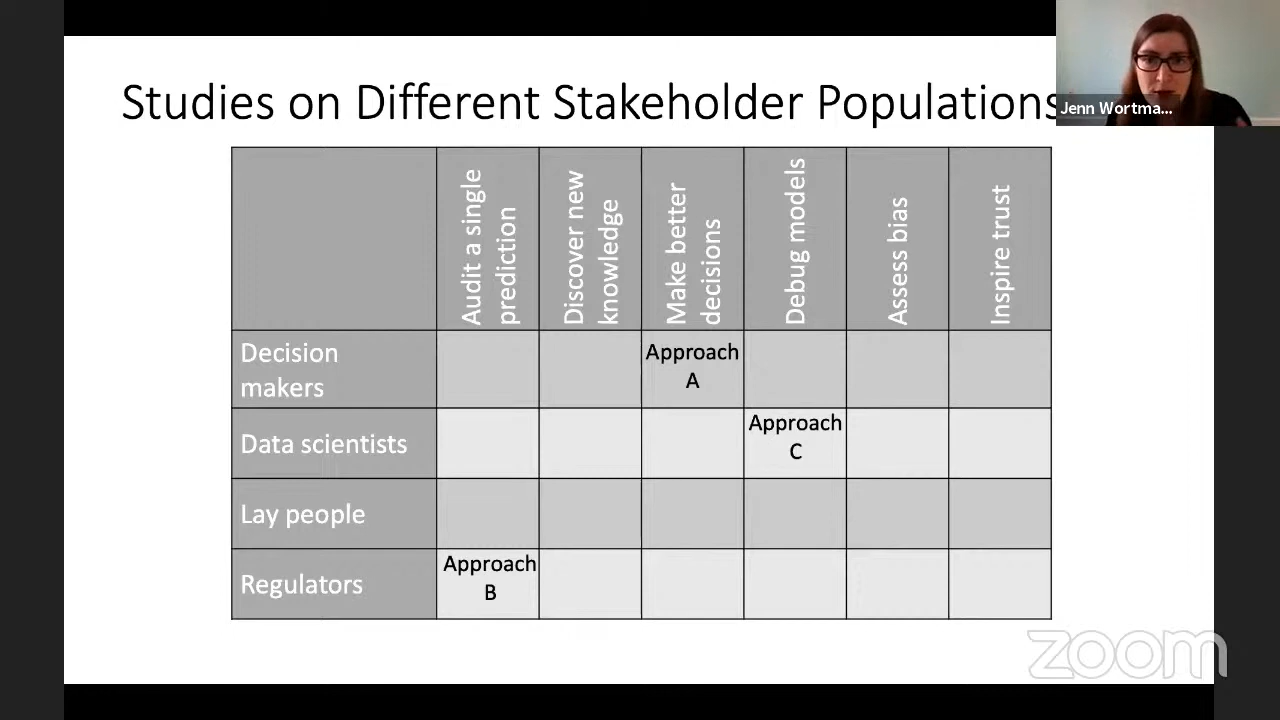 Studies on Different Stakeholder Populations
Jenn Wortma...
Audit a single
prediction
Discover new
knowledge
Make better
decisions
Debug models
Assess bias
Inspire trust
Decision
makers
Approach
A
Data scientists
Approach
C
Lay people
Regulators
Approach
B
zoom